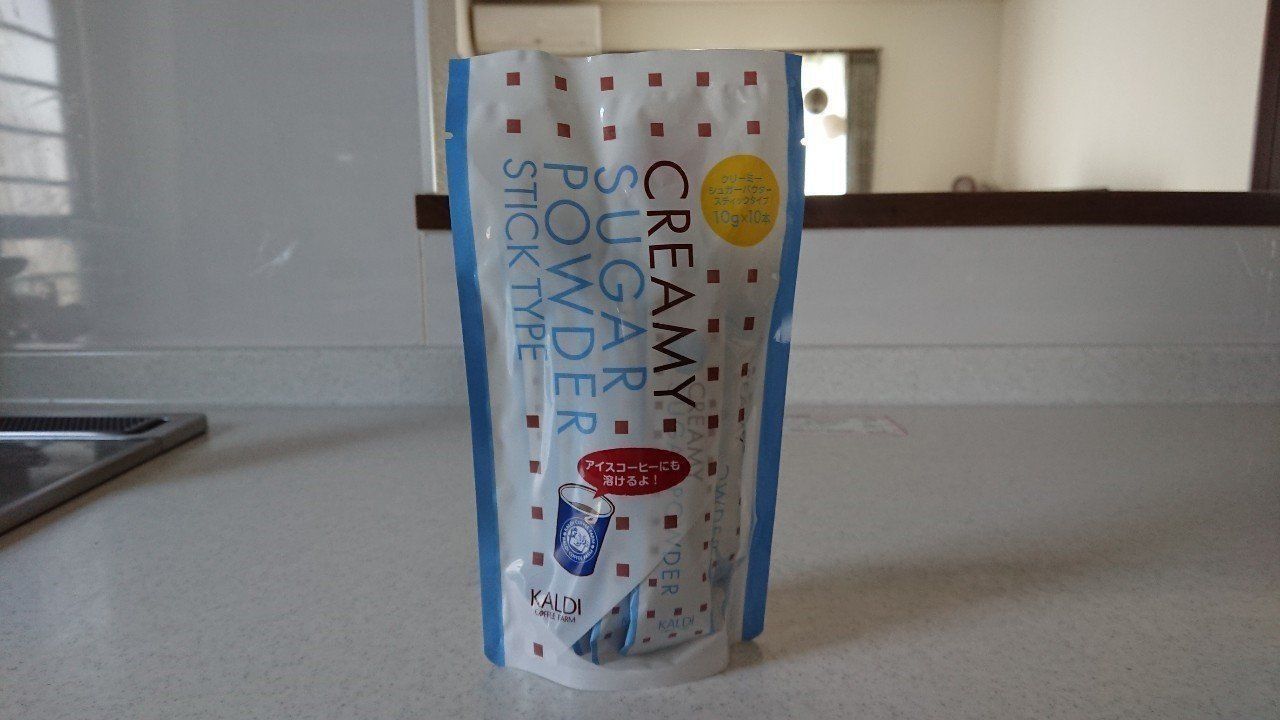 CREAMY
SUGAR
POWDER
STICK TYPE
クリーミー
シュガーパウダー
スティックタイプ
10g×10本
アイスコーヒーにも
溶けるよ！
KALDI
COFFEE FARM
CREAMY
SUGAR POWDER
KALDI